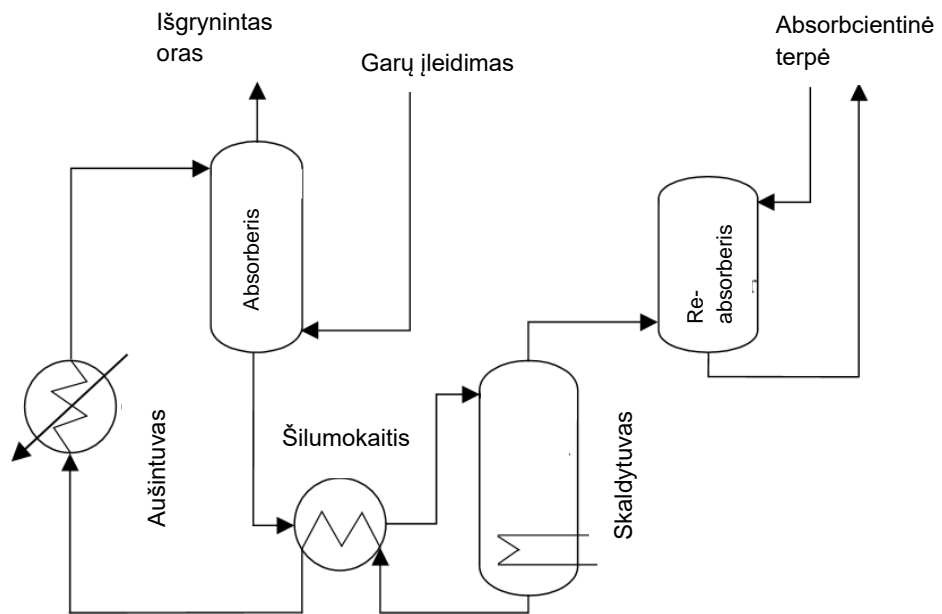 Išgrynintas
oras
Garų įleidimas
Absorbcientinė
terpė
Absorberis
Re-
absorberis
Šilumokaitis
Aušintuvas
Skaldytuvas